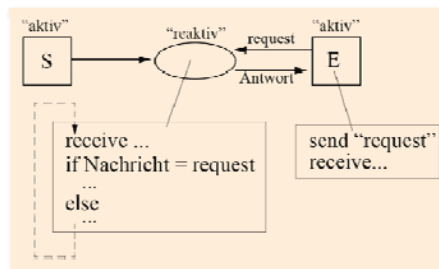 "aktiv"
"reaktiv"
"aktiv"
S
request
E
Antwort
receive ...
if Nachricht = request
...
else
...
send "request"
receive...